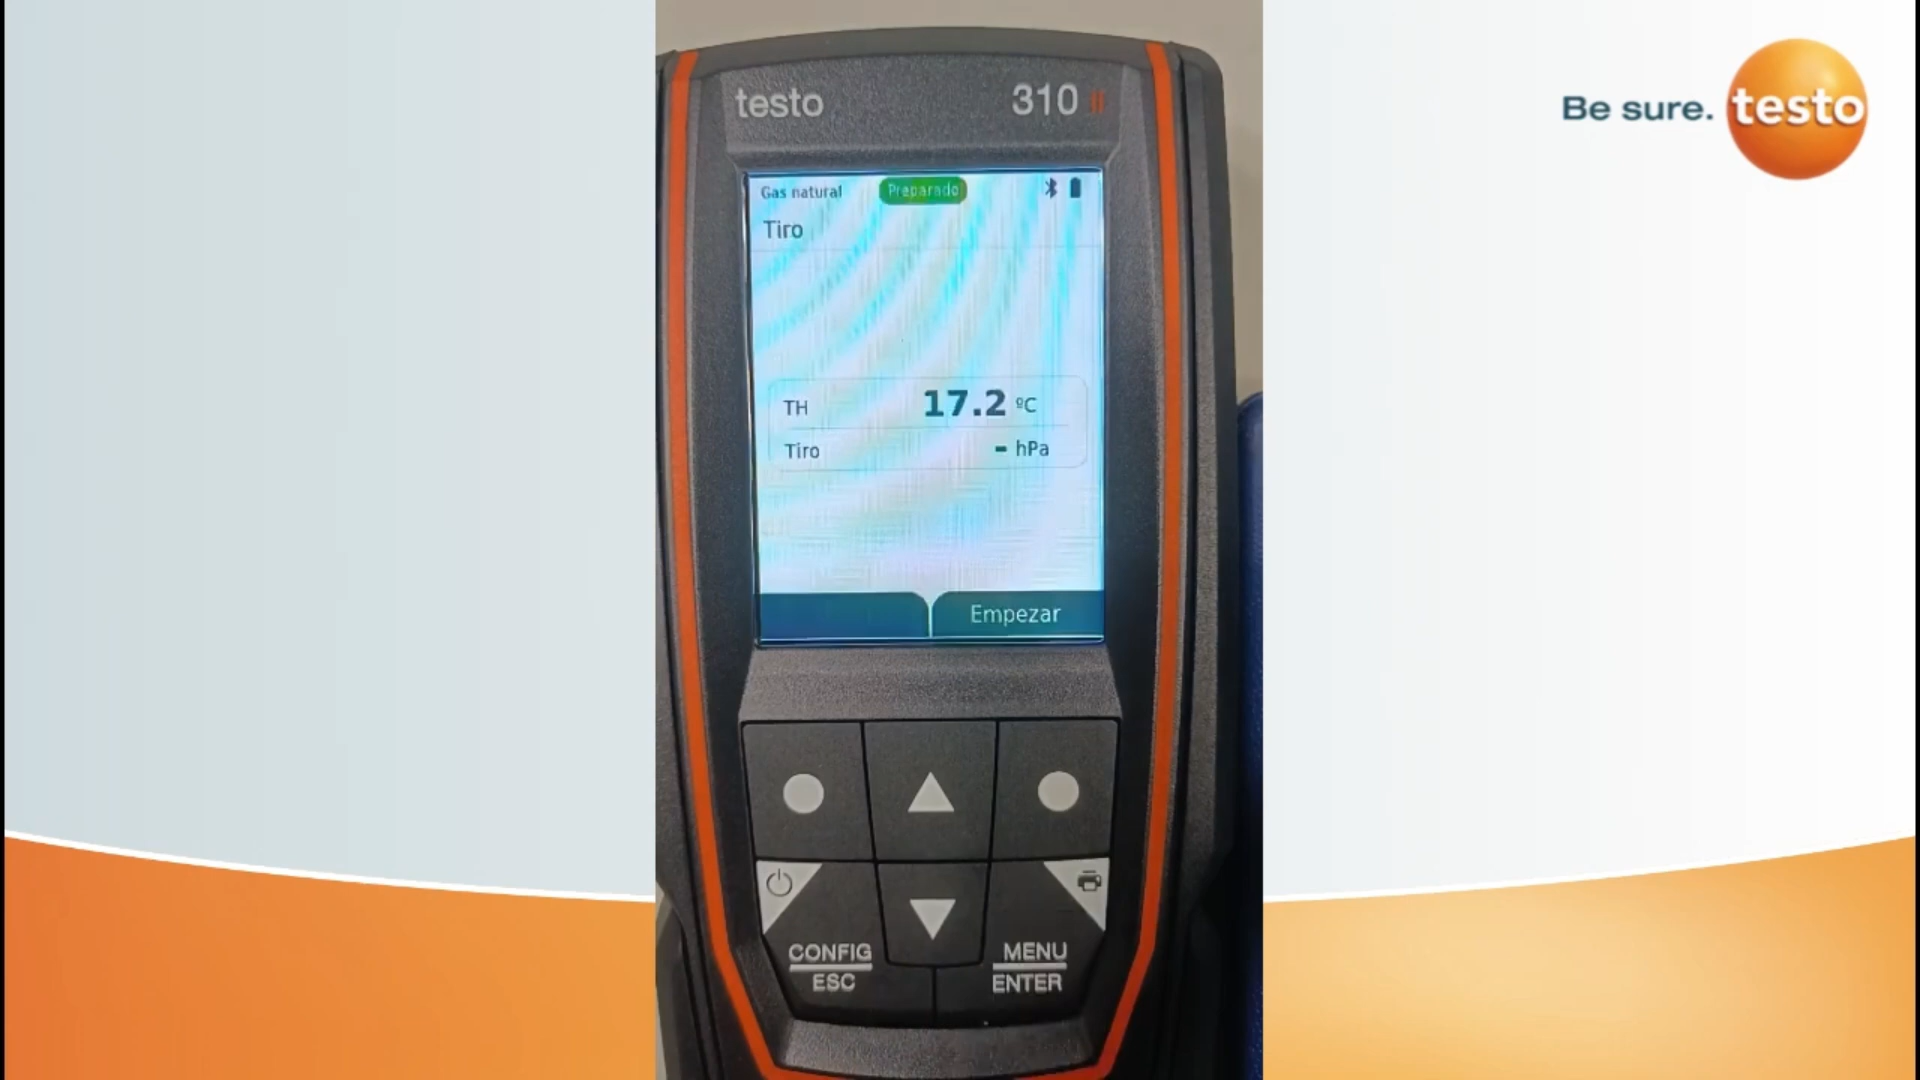 testo 310 II
Be sure. testo
Gas natural Preparado
Tiro
TH 17.2 ºC
Tiro - hPa
Empezar
CONFIG
ESC
MENU
ENTER